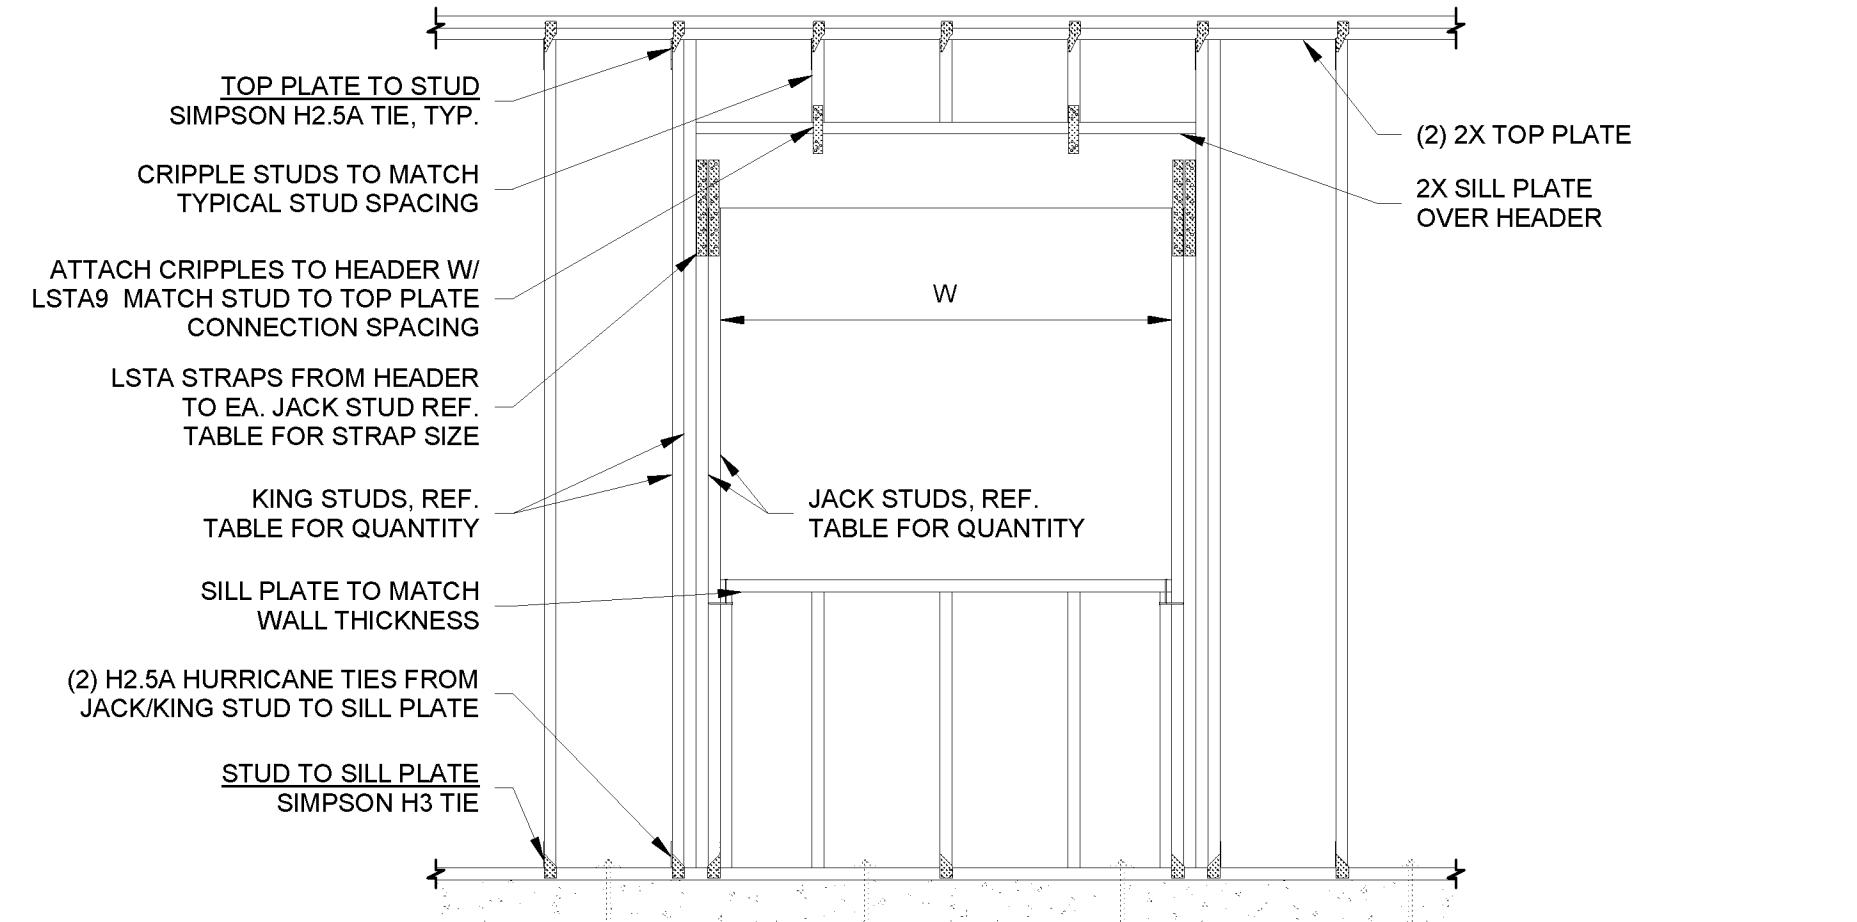 TOP PLATE TO STUD
SIMPSON H2.5A TIE, TYP.
CRIPPLE STUDS TO MATCH
TYPICAL STUD SPACING
ATTACH CRIPPLES TO HEADER W/
LSTA9 MATCH STUD TO TOP PLATE
CONNECTION SPACING
LSTA STRAPS FROM HEADER
TO EA. JACK STUD REF.
TABLE FOR STRAP SIZE
KING STUDS, REF.
TABLE FOR QUANTITY
SILL PLATE TO MATCH
WALL THICKNESS
(2) H2.5A HURRICANE TIES FROM
JACK/KING STUD TO SILL PLATE
STUD TO SILL PLATE
SIMPSON H3 TIE
W
JACK STUDS, REF.
TABLE FOR QUANTITY
(2) 2X TOP PLATE
2X SILL PLATE
OVER HEADER